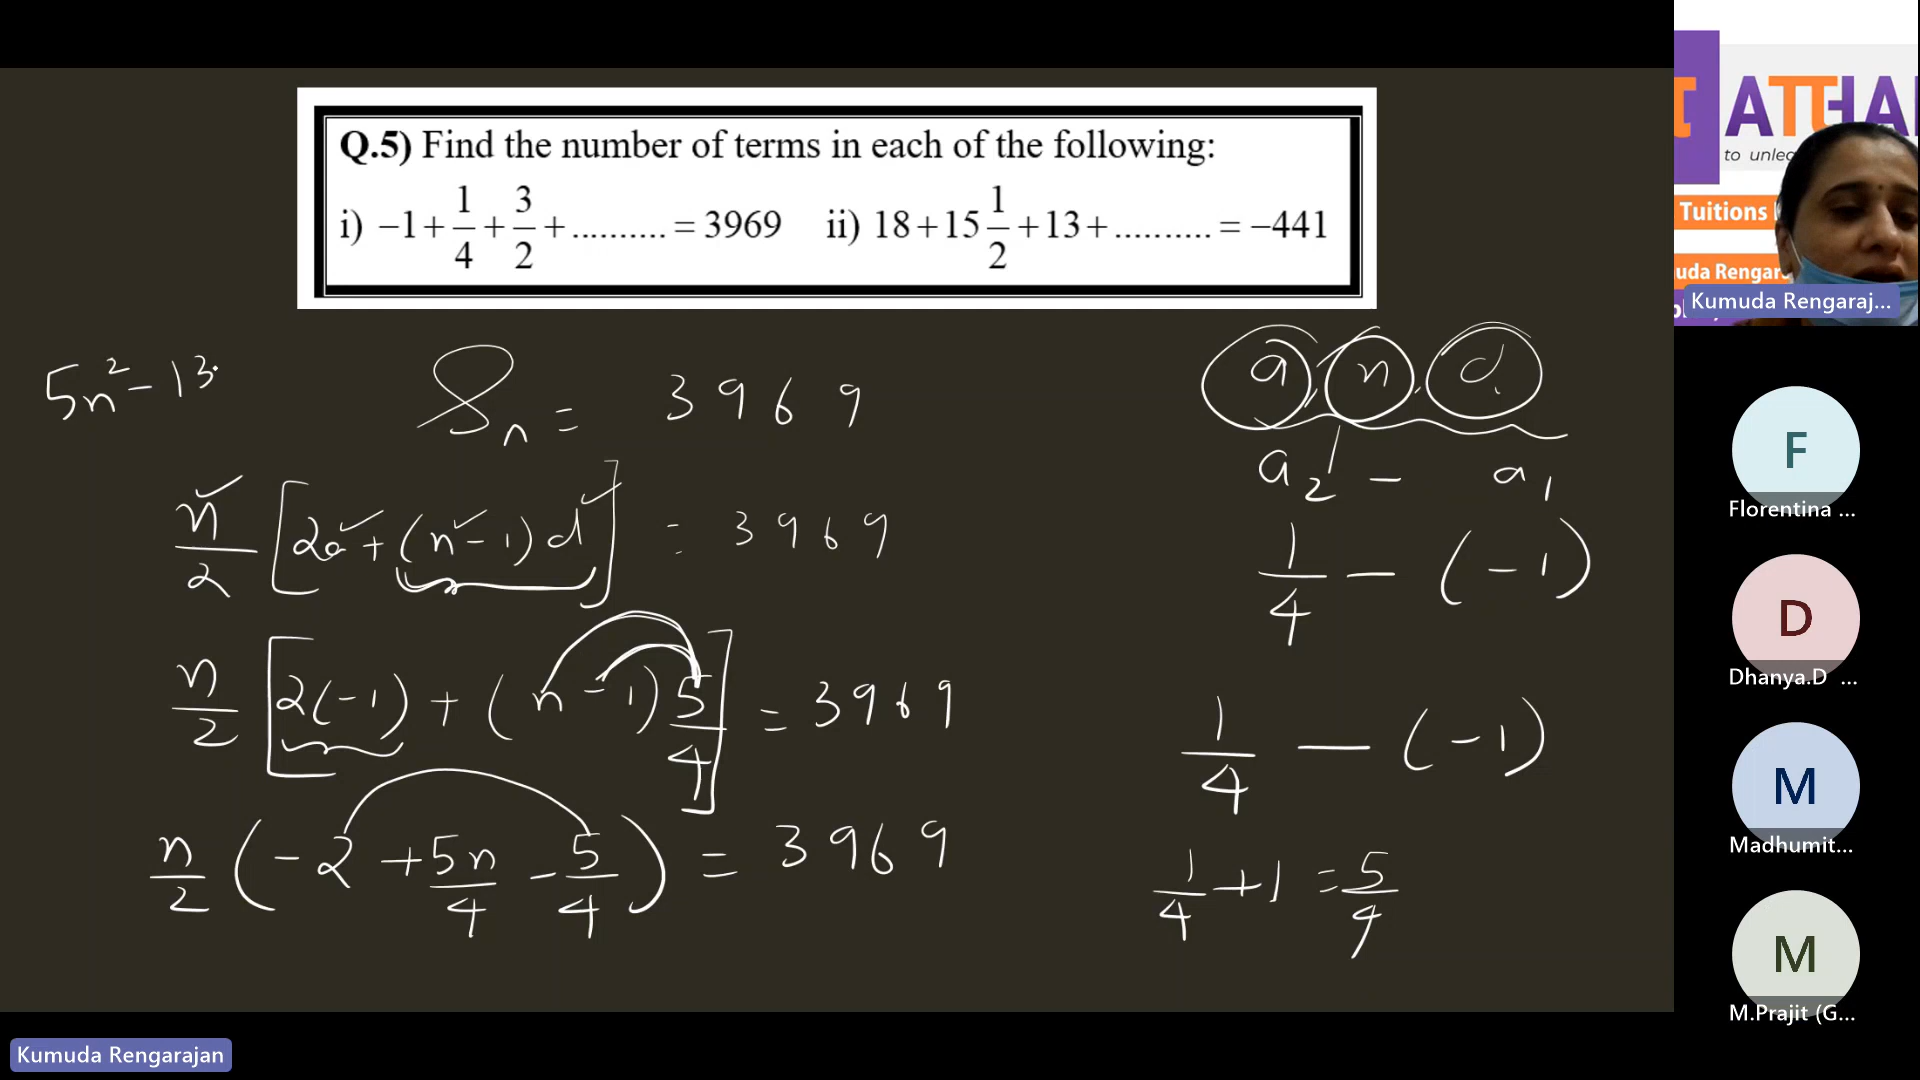 Q.5) Find the number of terms in each of the following:
i) −1 + 1/4 + 3/2 + .......... = 3969    ii) 18 + 15 1/2 + 13 + .......... = −441
5n² − 13
Sn = 3969
n/2 [2a + (n − 1) d] = 3969
n/2 [2(−1) + (n − 1) 5/4] = 3969
n/2 (−2 + 5n/4 − 5/4) = 3969
a, n, d
a₂ − a₁
1/4 − (−1)
1/4 − (−1)
1/4 + 1 = 5/4
Kumuda Rengarajan
to unle
Tuitions
uda Rengar
Kumuda Rengaraj...
F
Florentina ...
D
Dhanya.D ...
M
Madhumit...
M
M.Prajit (G...